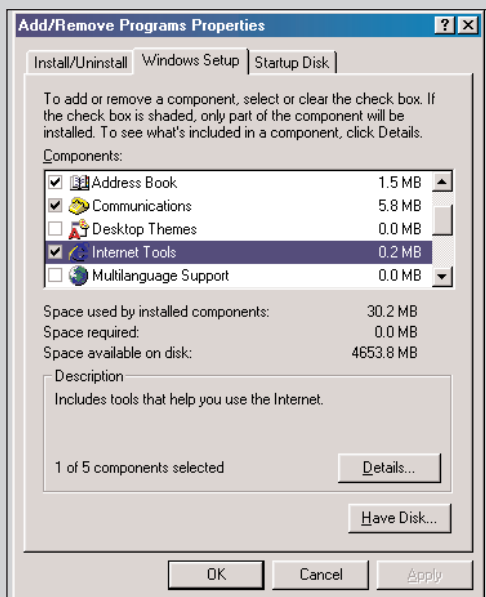 Add/Remove Programs Properties
Install/Uninstall Windows Setup Startup Disk
To add or remove a component, select or clear the check box. If
the check box is shaded, only part of the component will be
installed. To see what's included in a component, click Details.
Components:
Address Book 1.5 MB
Communications 5.8 MB
Desktop Themes 0.0 MB
Internet Tools 0.2 MB
Multilanguage Support 0.0 MB
Space used by installed components: 30.2 MB
Space required: 0.0 MB
Space available on disk: 4653.8 MB
Description
Includes tools that help you use the Internet.
1 of 5 components selected
Details...
Have Disk...
OK Cancel Apply